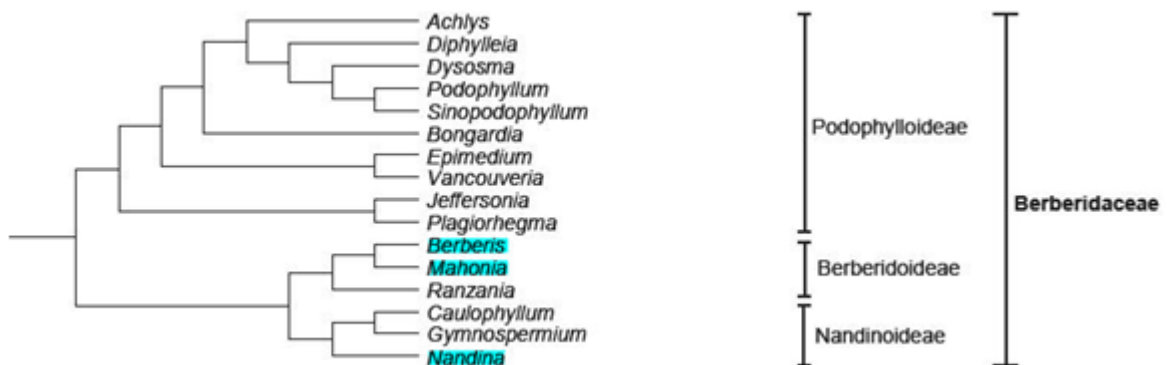 Achlys
Diphylleia
Dysosma
Podophyllum
Sinopodophyllum
Bongardia
Epimedium
Vancouveria
Jeffersonia
Plagiorhegma
Berberis
Mahonia
Ranzania
Caulophyllum
Gymnospermium
Nandina
Podophylloideae
Berberidoideae
Nandinoideae
Berberidaceae